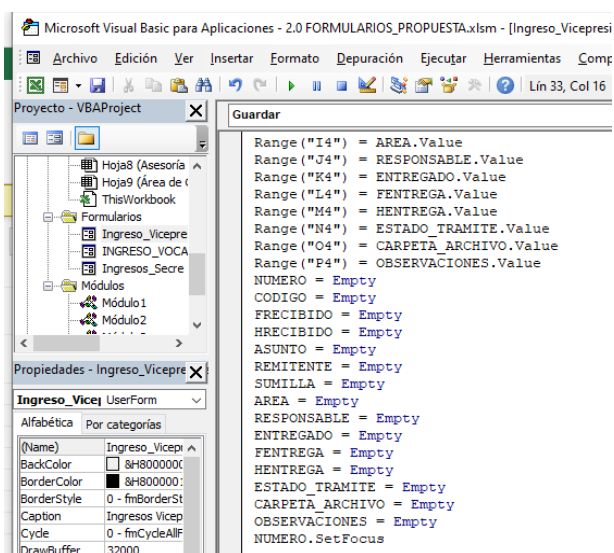 Microsoft Visual Basic para Aplicaciones - 2.0 FORMULARIOS_PROPUESTA.xlsm - [Ingreso_Vicepresi
Archivo Edición Ver Insertar Formato Depuración Ejecutar Herramientas Comp
Lín 33, Col 16
Proyecto - VBAProject
Hoja8 (Asesoría
Hoja9 (Área de
ThisWorkbook
Formularios
Ingreso_Vicepre
INGRESO_VOCA
Ingresos_Secre
Módulos
Módulo1
Módulo2
Propiedades - Ingreso_Vicepre
Ingreso_Vicep UserForm
Alfabética Por categorías
(Name) Ingreso_Vicepr
BackColor &H8000000
BorderColor &H8000001
BorderStyle 0 - fmBorderSt
Caption Ingresos Vicep
Cycle 0 - fmCycleAllF
DrawBuffer 32000
Guardar
Range("I4") = AREA.Value
Range("J4") = RESPONSABLE.Value
Range("K4") = ENTREGADO.Value
Range("L4") = FENTREGA.Value
Range("M4") = HENTREGA.Value
Range("N4") = ESTADO_TRAMITE.Value
Range("O4") = CARPETA_ARCHIVO.Value
Range("P4") = OBSERVACIONES.Value
NUMERO = Empty
CODIGO = Empty
FRECIBIDO = Empty
HRECIBIDO = Empty
ASUNTO = Empty
REMITENTE = Empty
SUMILLA = Empty
AREA = Empty
RESPONSABLE = Empty
ENTREGADO = Empty
FENTREGA = Empty
HENTREGA = Empty
ESTADO_TRAMITE = Empty
CARPETA_ARCHIVO = Empty
OBSERVACIONES = Empty
NUMERO.SetFocus